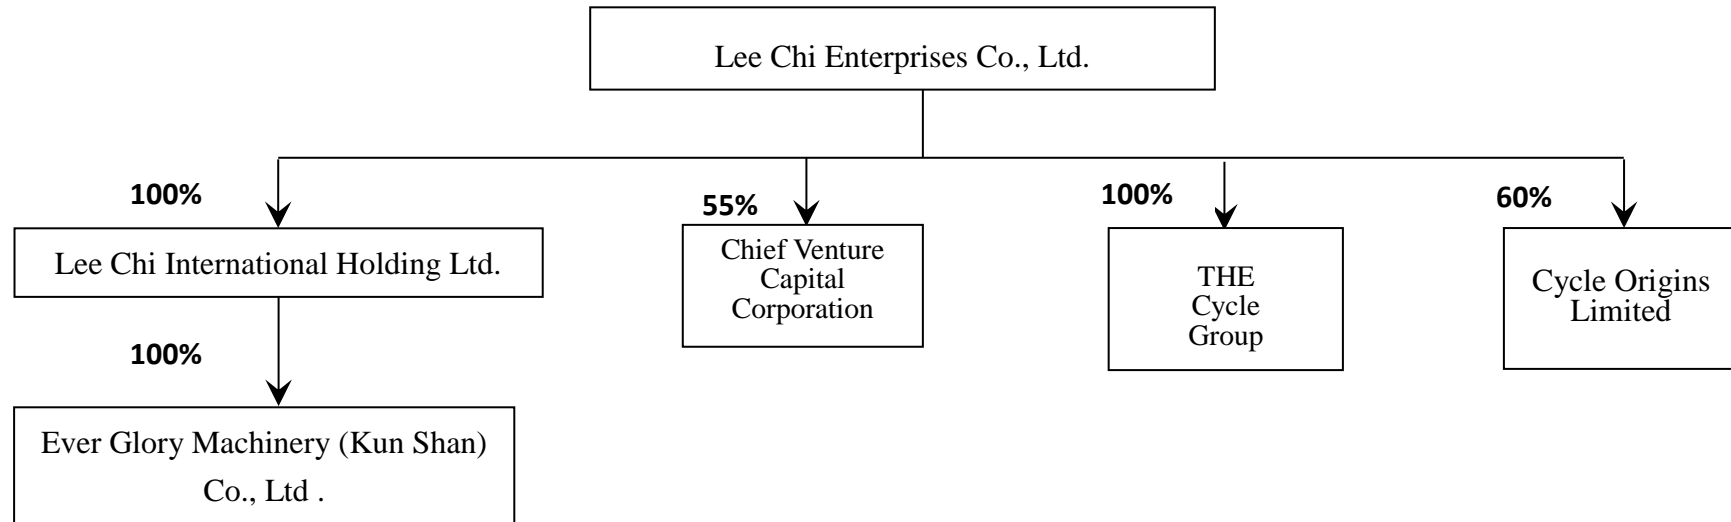 Lee Chi Enterprises Co., Ltd.
100%
55%
100%
60%
Lee Chi International Holding Ltd.
Chief Venture
Capital
Corporation
THE
Cycle
Group
Cycle Origins
Limited
100%
Ever Glory Machinery (Kun Shan)
Co., Ltd .